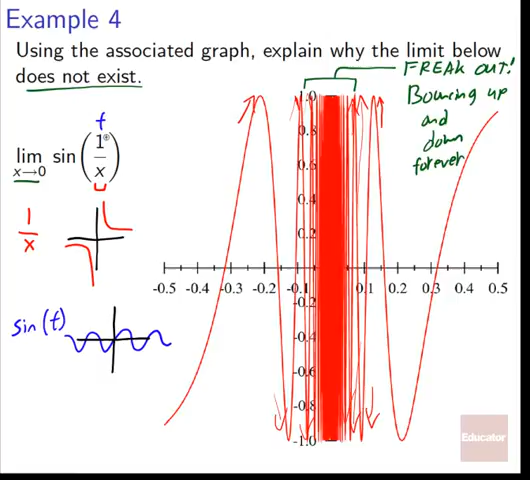 Example 4
Using the associated graph, explain why the limit below
does not exist.
FREAK OUT!
Bouncing up
and
down
forever
t
lim x→0 sin (1/x)
1/x
sin(t)
1.0
0.8
0.6
0.4
0.2
-0.5 -0.3 -0.2 -0.1 0.1 0.2 0.3 0.5
-0.2
-0.4
-0.6
-0.8
-1.0
Educator